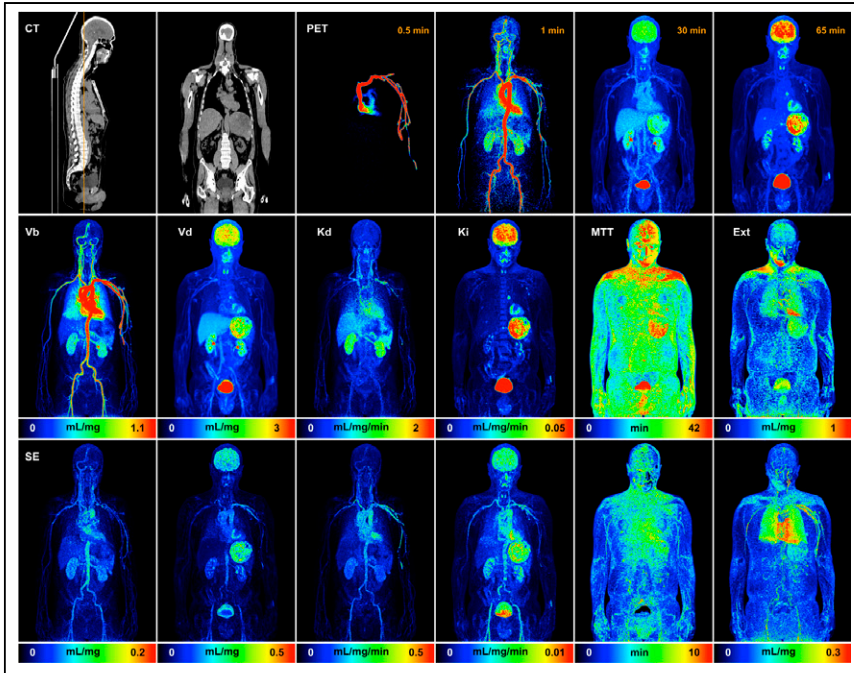 CT PET 0.5 min 1 min 30 min 65 min
Vb Vd Kd Ki MTT Ext
0 mL/mg 1.1 0 mL/mg 3 0 mL/mg/min 2 0 mL/mg/min 0.05 0 min 42 0 mL/mg 1
SE
0 mL/mg 0.2 0 mL/mg 0.5 0 mL/mg/min 0.5 0 mL/mg/min 0.01 0 min 10 0 mL/mg 0.3